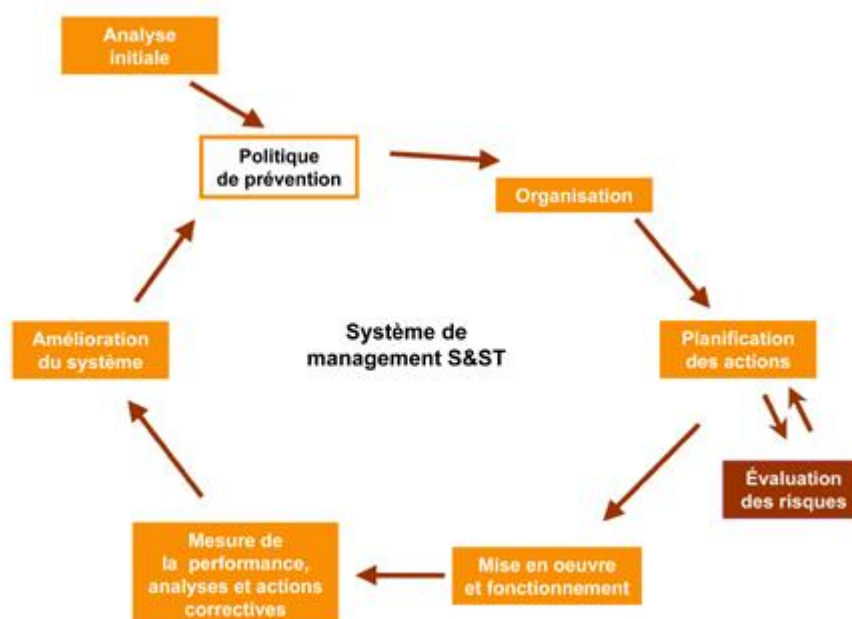 Analyse
initiale
Politique
de prévention
Organisation
Planification
des actions
Évaluation
des risques
Mise en oeuvre
et fonctionnement
Mesure de
la performance,
analyses et actions
correctives
Amélioration
du système
Système de
management S&ST